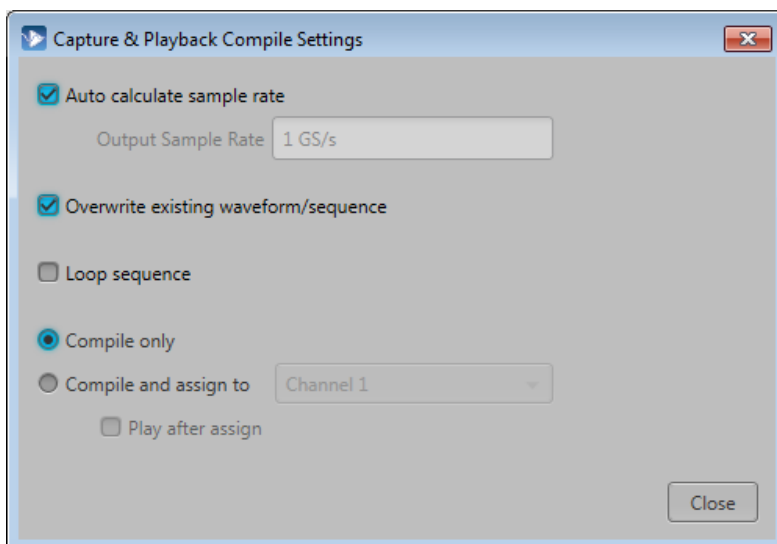 Capture & Playback Compile Settings
Auto calculate sample rate
Output Sample Rate 1 GS/s
Overwrite existing waveform/sequence
Loop sequence
Compile only
Compile and assign to Channel 1
Play after assign
Close